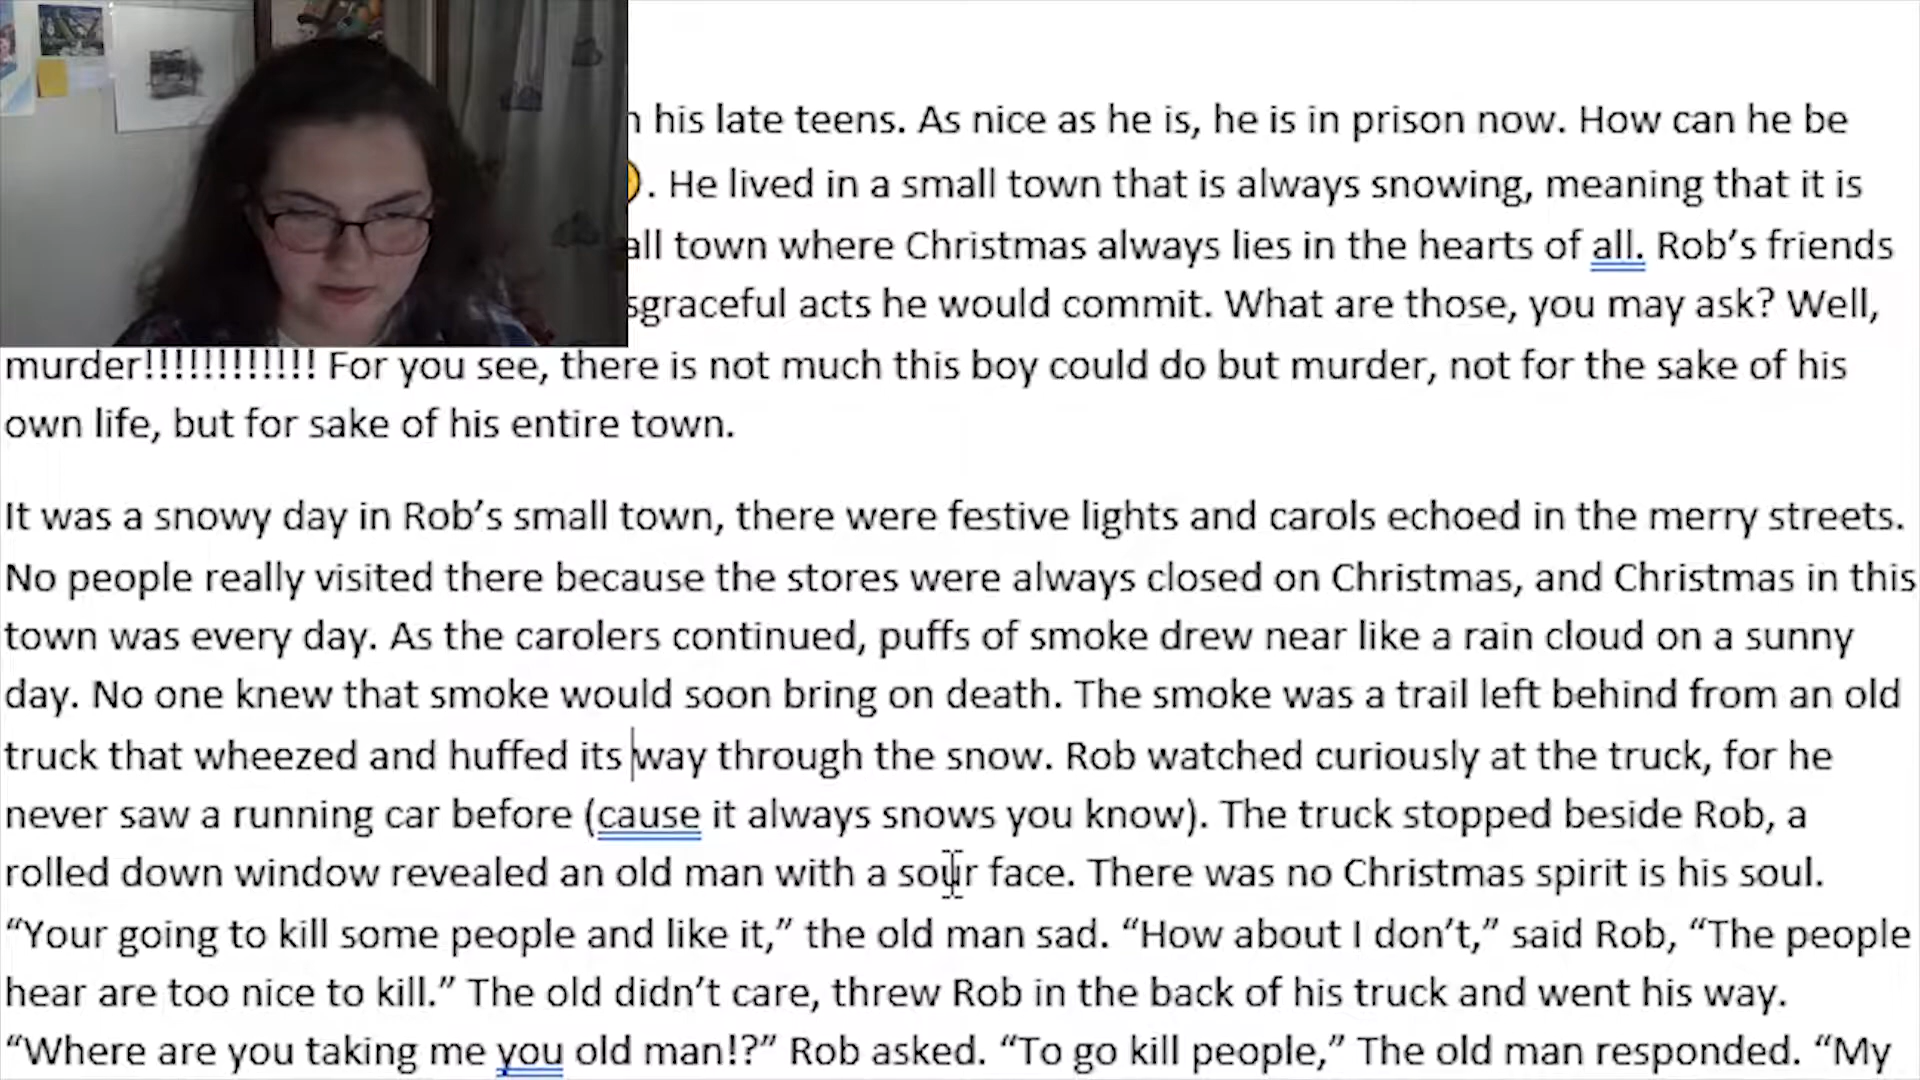 his late teens. As nice as he is, he is in prison now. How can he be
. He lived in a small town that is always snowing, meaning that it is
all town where Christmas always lies in the hearts of all. Rob’s friends
sgraceful acts he would commit. What are those, you may ask? Well,
murder!!!!!!!!!!!! For you see, there is not much this boy could do but murder, not for the sake of his
own life, but for sake of his entire town.
It was a snowy day in Rob’s small town, there were festive lights and carols echoed in the merry streets.
No people really visited there because the stores were always closed on Christmas, and Christmas in this
town was every day. As the carolers continued, puffs of smoke drew near like a rain cloud on a sunny
day. No one knew that smoke would soon bring on death. The smoke was a trail left behind from an old
truck that wheezed and huffed its way through the snow. Rob watched curiously at the truck, for he
never saw a running car before (cause it always snows you know). The truck stopped beside Rob, a
rolled down window revealed an old man with a sour face. There was no Christmas spirit is his soul.
“Your going to kill some people and like it,” the old man sad. “How about I don’t,” said Rob, “The people
hear are too nice to kill.” The old didn’t care, threw Rob in the back of his truck and went his way.
“Where are you taking me you old man!?” Rob asked. “To go kill people,” The old man responded. “My